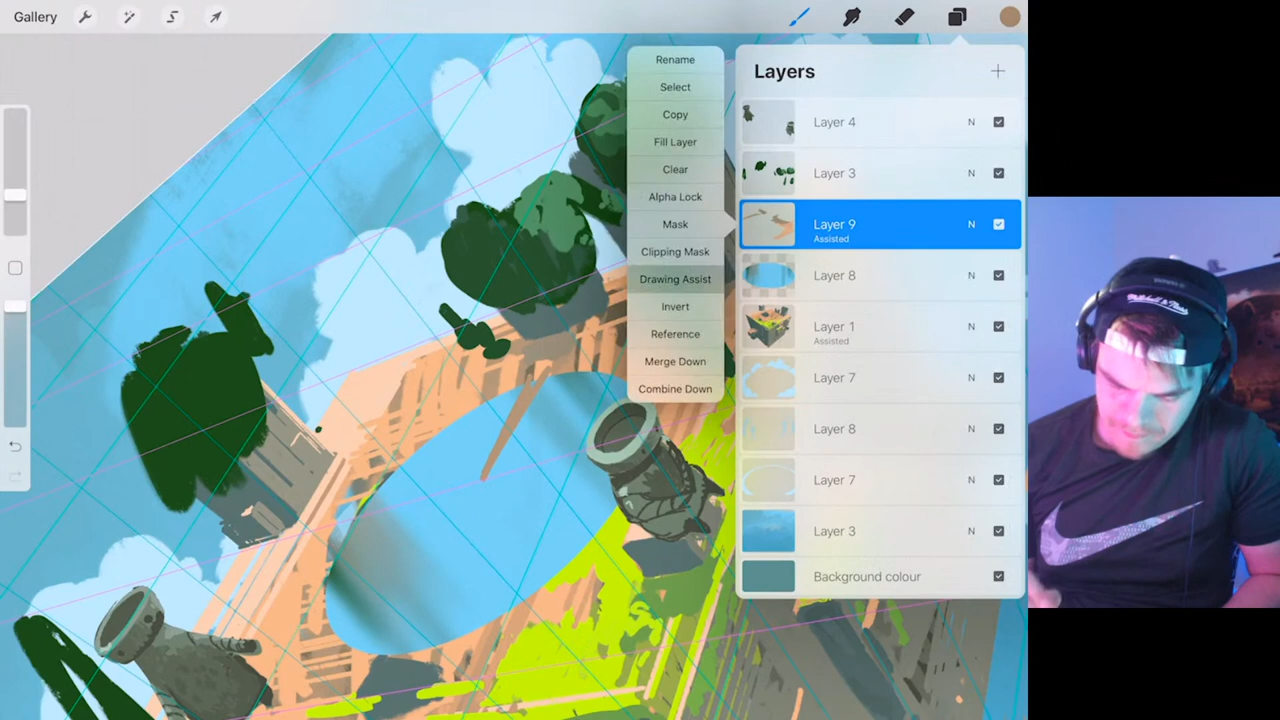 Gallery
Rename
Select
Copy
Fill Layer
Clear
Alpha Lock
Mask
Clipping Mask
Drawing Assist
Invert
Reference
Merge Down
Combine Down
Layers
Layer 4 N
Layer 3 N
Layer 9 N
Assisted
Layer 8 N
Layer 1 N
Assisted
Layer 7 N
Layer 8 N
Layer 7 N
Layer 3 N
Background colour
Mitchell & Ness